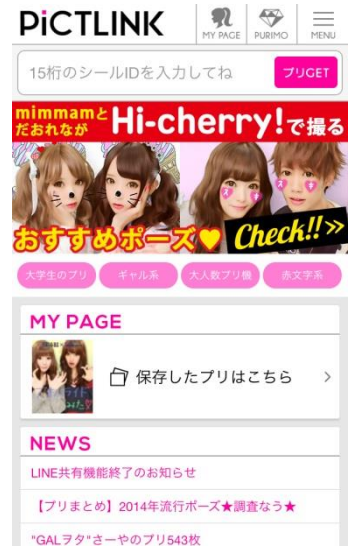 PiCTLINK
MY PAGE
PURIMO
MENU
15桁のシールIDを入力してね
プリGET
mimmamと
だおれなが
Hi-cherry!で撮る
おすすめポーズ♥
Check!!»
大学生のプリ
ギャル系
大人数プリ機
赤文字系
MY PAGE
保存したプリはこちら
NEWS
LINE共有機能終了のお知らせ
【プリまとめ】2014年流行ポーズ★調査なう★
"GALヲタ"さーやのプリ543枚